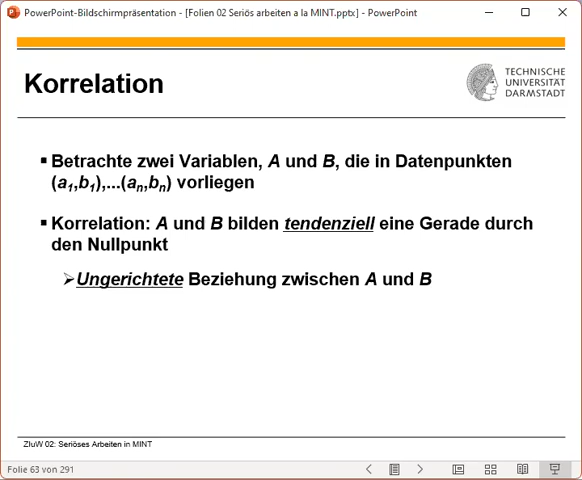 PowerPoint-Bildschirmpräsentation - [Folien 02 Seriös arbeiten a la MINT.pptx] - PowerPoint
Korrelation
TECHNISCHE
UNIVERSITÄT
DARMSTADT
▪ Betrachte zwei Variablen, A und B, die in Datenpunkten
(a₁,b₁),...(aₙ,bₙ) vorliegen
▪ Korrelation: A und B bilden tendenziell eine Gerade durch
den Nullpunkt
➢Ungerichtete Beziehung zwischen A und B
ZIuW 02: Seriöses Arbeiten in MINT
Folie 63 von 291